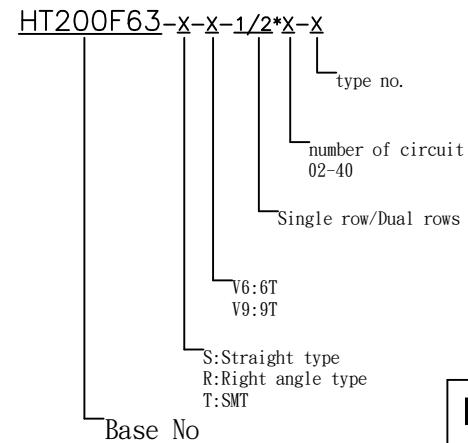 HT200F63-X-X-1/2*X-X
type no.
number of circuit
02-40
Single row/Dual rows
V6:6T
V9:9T
S:Straight type
R:Right angle type
T:SMT
Base No